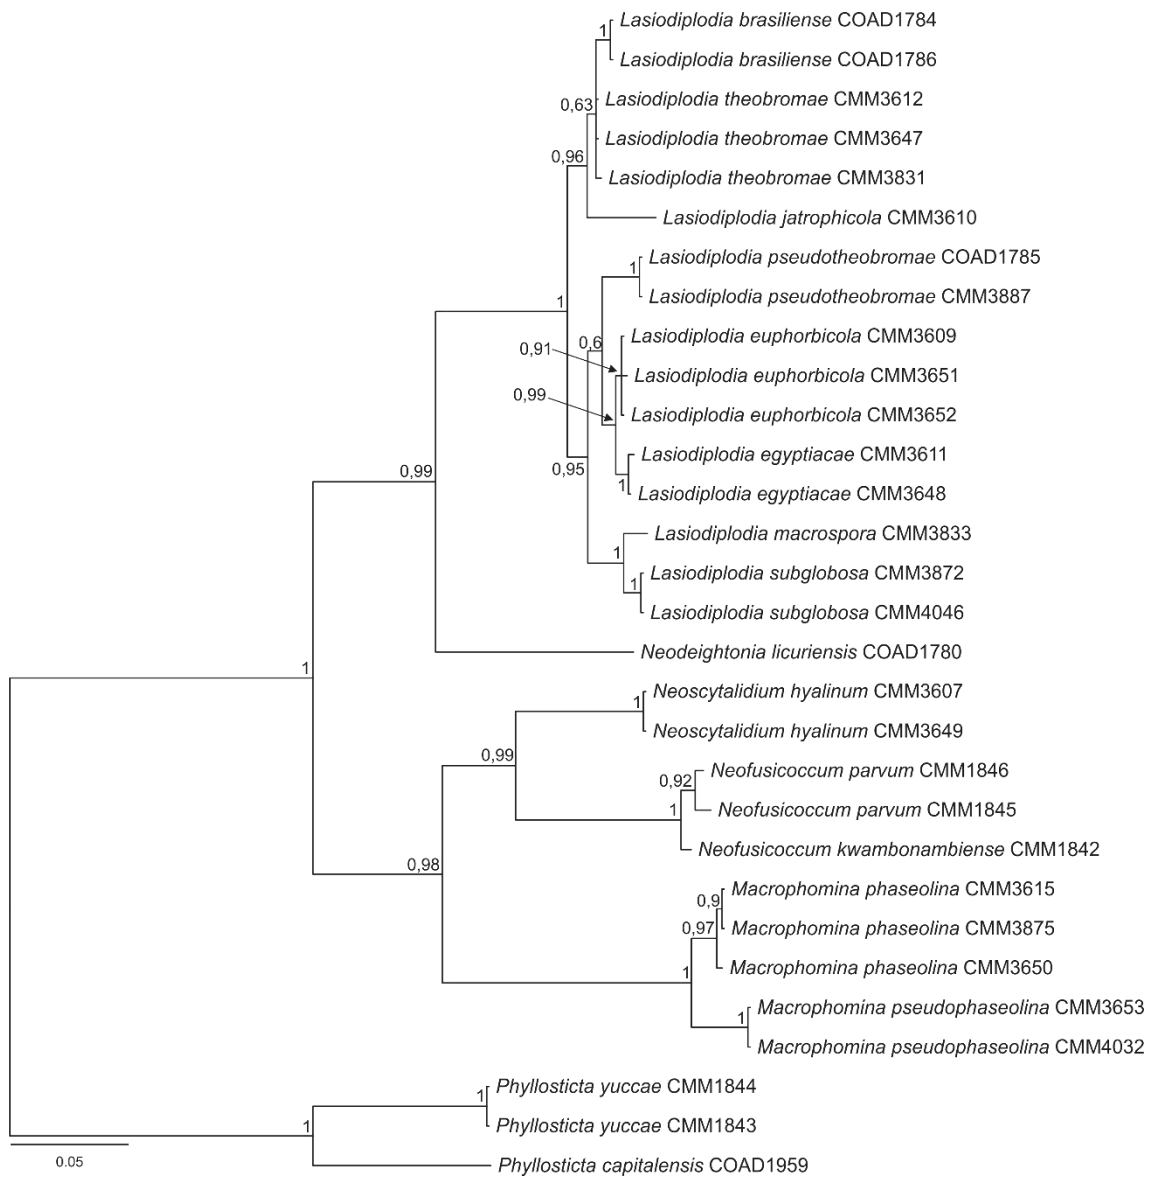 Lasiodiplodia brasiliense COAD1784
1
Lasiodiplodia brasiliense COAD1786
Lasiodiplodia theobromae CMM3612
0,63
Lasiodiplodia theobromae CMM3647
0,96
Lasiodiplodia theobromae CMM3831
Lasiodiplodia jatrophicola CMM3610
Lasiodiplodia pseudotheobromae COAD1785
1
Lasiodiplodia pseudotheobromae CMM3887
1
Lasiodiplodia euphorbicola CMM3609
0,6
0,91
Lasiodiplodia euphorbicola CMM3651
0,99
Lasiodiplodia euphorbicola CMM3652
Lasiodiplodia egyptiacae CMM3611
0,95
0,99
1
Lasiodiplodia egyptiacae CMM3648
Lasiodiplodia macrospora CMM3833
1
Lasiodiplodia subglobosa CMM3872
1
Lasiodiplodia subglobosa CMM4046
Neodeightonia licuriensis COAD1780
1
Neoscytalidium hyalinum CMM3607
1
Neoscytalidium hyalinum CMM3649
0,99
Neofusicoccum parvum CMM1846
0,92
Neofusicoccum parvum CMM1845
1
Neofusicoccum kwambonambiense CMM1842
0,98
Macrophomina phaseolina CMM3615
0,9
Macrophomina phaseolina CMM3875
0,97
Macrophomina phaseolina CMM3650
1
Macrophomina pseudophaseolina CMM3653
1
Macrophomina pseudophaseolina CMM4032
Phyllosticta yuccae CMM1844
1
Phyllosticta yuccae CMM1843
1
0.05
Phyllosticta capitalensis COAD1959